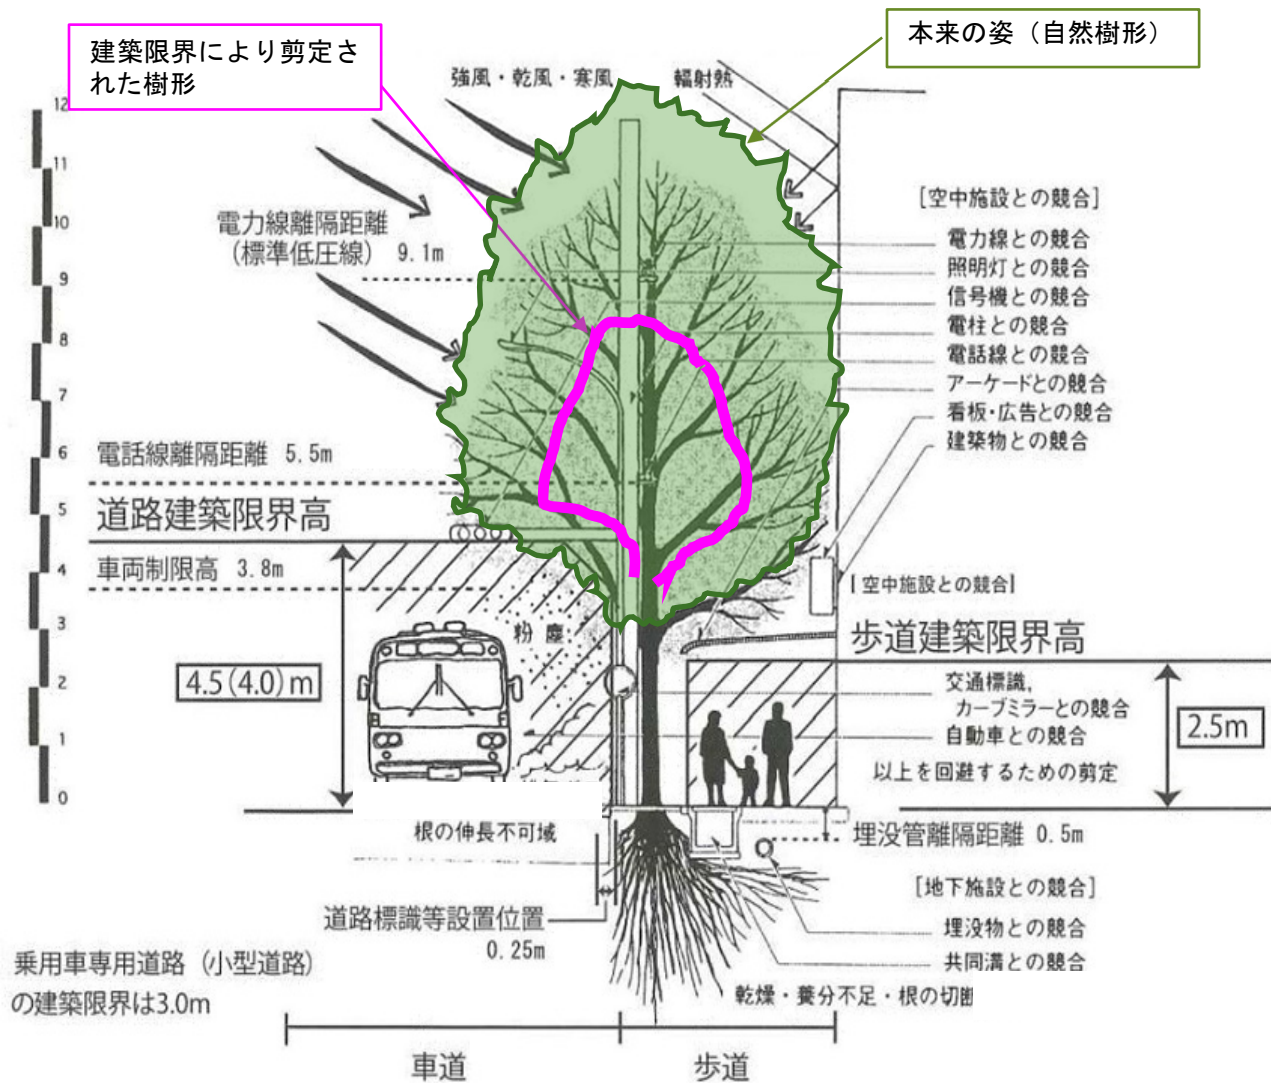 建築限界により剪定さ
れた樹形
本来の姿（自然樹形）
強風・乾風・寒風
輻射熱
12
11
10
9
8
7
6
5
4
3
2
1
0
電力線離隔距離
（標準低圧線） 9.1m
[空中施設との競合]
電力線との競合
照明灯との競合
信号機との競合
電柱との競合
電話線との競合
アーケードとの競合
看板・広告との競合
建築物との競合
電話線離隔距離 5.5m
道路建築限界高
車両制限高 3.8m
4.5(4.0)m
粉塵
[空中施設との競合]
歩道建築限界高
交通標識，
カーブミラーとの競合
自動車との競合
以上を回避するための剪定
2.5m
根の伸長不可域
埋没管離隔距離 0.5m
[地下施設との競合]
埋没物との競合
共同溝との競合
道路標識等設置位置
0.25m
乾燥・養分不足・根の切断
乗用車専用道路（小型道路）
の建築限界は3.0m
車道
歩道